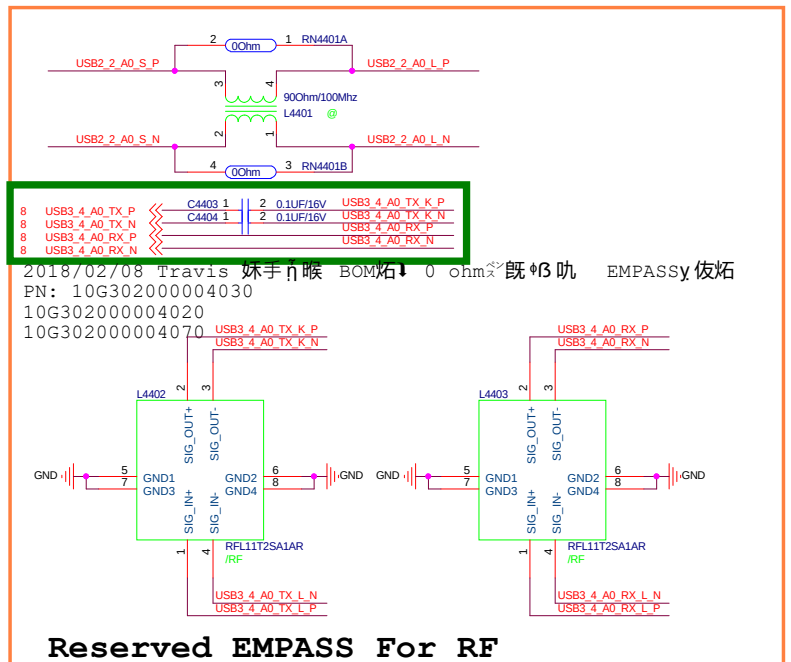 2 0Ohm 1 RN4401A
USB2_2_A0_S_P USB2_2_A0_L_P
3 4
90Ohm/100Mhz
L4401 @
2 1
USB2_2_A0_S_N USB2_2_A0_L_N
4 0Ohm 3 RN4401B
8 USB3_4_A0_TX_P C4403 1 2 0.1UF/16V USB3_4_A0_TX_K_P
8 USB3_4_A0_TX_N C4404 1 2 0.1UF/16V USB3_4_A0_TX_K_N
8 USB3_4_A0_RX_P USB3_4_A0_RX_P
8 USB3_4_A0_RX_N USB3_4_A0_RX_N
2018/02/08 Travis BOM 0 ohm EMPASS
PN: 10G302000004030
10G302000004020
10G302000004070
USB3_4_A0_TX_K_P USB3_4_A0_RX_P
USB3_4_A0_TX_K_N USB3_4_A0_RX_N
2 3 2 3
L4402 L4403
SIG_OUT+ SIG_OUT- SIG_OUT+ SIG_OUT-
GND 5 GND1 GND2 6 GND GND 5 GND1 GND2 6 GND
7 GND3 GND4 8 7 GND3 GND4 8
SIG_IN+ SIG_IN- SIG_IN+ SIG_IN-
1 4 RFL11T2SA1AR 1 4 RFL11T2SA1AR
/RF /RF
USB3_4_A0_TX_L_N USB3_4_A0_RX_L_N
USB3_4_A0_TX_L_P USB3_4_A0_RX_L_P
Reserved EMPASS For RF